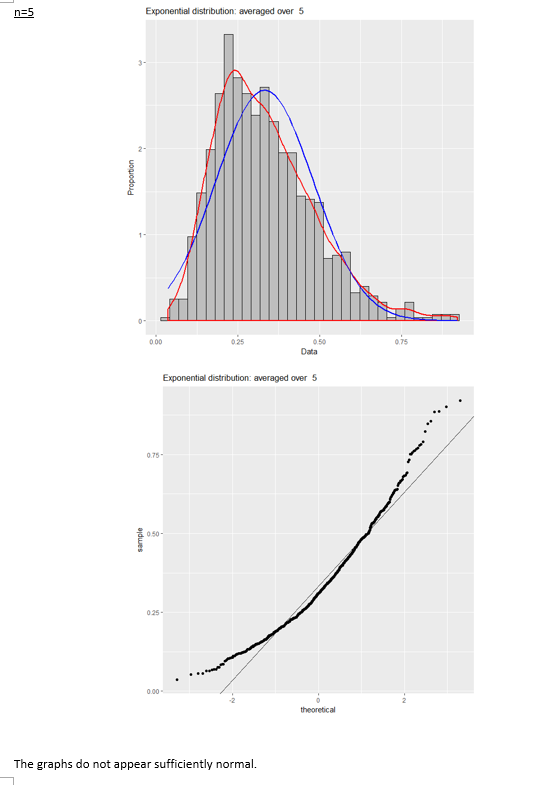 n=5
Exponential distribution: averaged over 5
3
2
1
0
Proportion
0.00 0.25 0.50 0.75
Data
Exponential distribution: averaged over 5
0.75
0.50
0.25
0.00
sample
-2 0 2
theoretical
The graphs do not appear sufficiently normal.